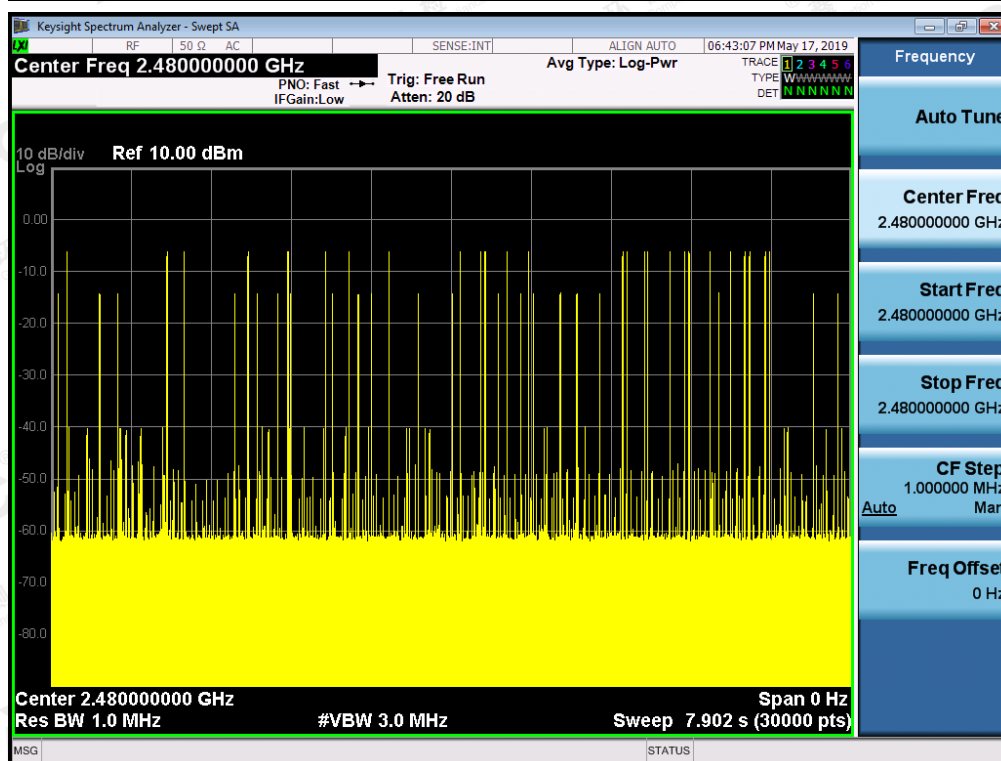 Keysight Spectrum Analyzer - Swept SA
LXI RF 50 Ω AC SENSE:INT ALIGN AUTO 06:43:07 PM May 17, 2019
Center Freq 2.480000000 GHz
PNO: Fast
IFGain:Low
Trig: Free Run
Atten: 20 dB
Avg Type: Log-Pwr
TRACE 1 2 3 4 5 6
TYPE WWWWWW
DET N N N N N N
10 dB/div Ref 10.00 dBm
Log
0.00
-10.0
-20.0
-30.0
-40.0
-50.0
-60.0
-70.0
-80.0
Center 2.480000000 GHz Span 0 Hz
Res BW 1.0 MHz #VBW 3.0 MHz Sweep 7.902 s (30000 pts)
MSG STATUS
Frequency
Auto Tune
Center Freq
2.480000000 GHz
Start Freq
2.480000000 GHz
Stop Freq
2.480000000 GHz
CF Step
1.000000 MHz
Auto Man
Freq Offset
0 Hz